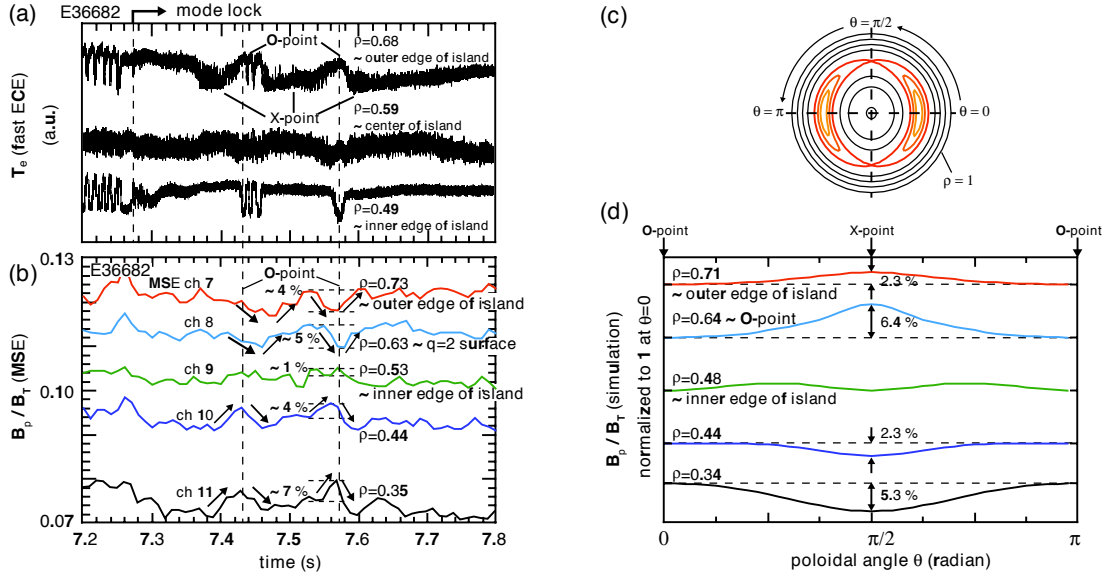 (a)
E36682
mode lock
O-point
ρ=0.68
~ outer edge of island
X-point
ρ=0.59
~ center of island
ρ=0.49
~ inner edge of island
T_e (fast ECE)
(a.u.)
(b)
0.13
E36682
O-point
MSE ch 7
~ 4 %
ρ=0.73
~ outer edge of island
ch 8
~ 5 %
ρ=0.63 ~ q=2 surface
ch 9
~ 1 %
ρ=0.53
~ inner edge of island
0.10
ch 10
~ 4 %
ρ=0.44
ch 11
~ 7 %
ρ=0.35
0.07
B_p / B_T (MSE)
7.2 7.3 7.4 7.5 7.6 7.7 7.8
time (s)
(c)
θ = π/2
θ = π
θ = 0
ρ = 1
(d)
O-point X-point O-point
ρ=0.71
2.3 %
~ outer edge of island
ρ=0.64 ~ O-point
6.4 %
ρ=0.48
~ inner edge of island
ρ=0.44
2.3 %
ρ=0.34
5.3 %
B_p / B_T (simulation)
normalized to 1 at θ=0
0 π/2 π
poloidal angle θ (radian)